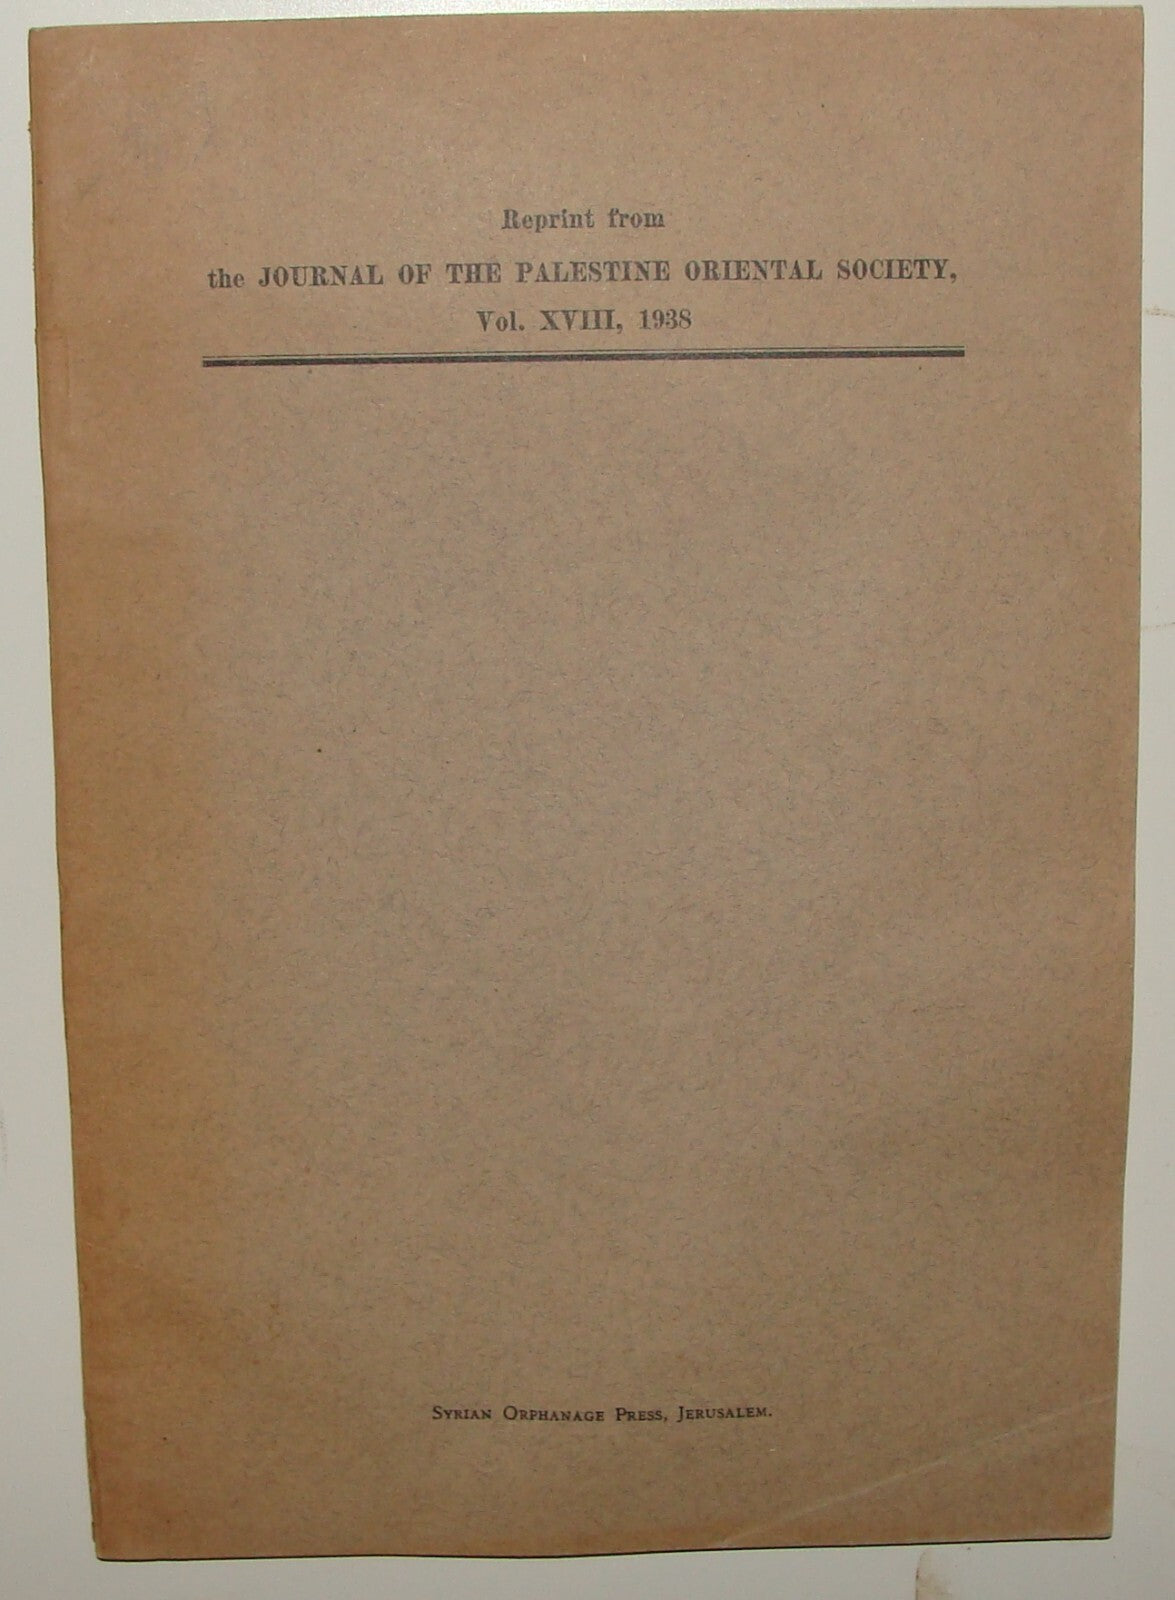 Reprint from
the JOURNAL OF THE PALESTINE ORIENTAL SOCIETY,
Vol. XVIII, 1938
SYRIAN ORPHANAGE PRESS, JERUSALEM.